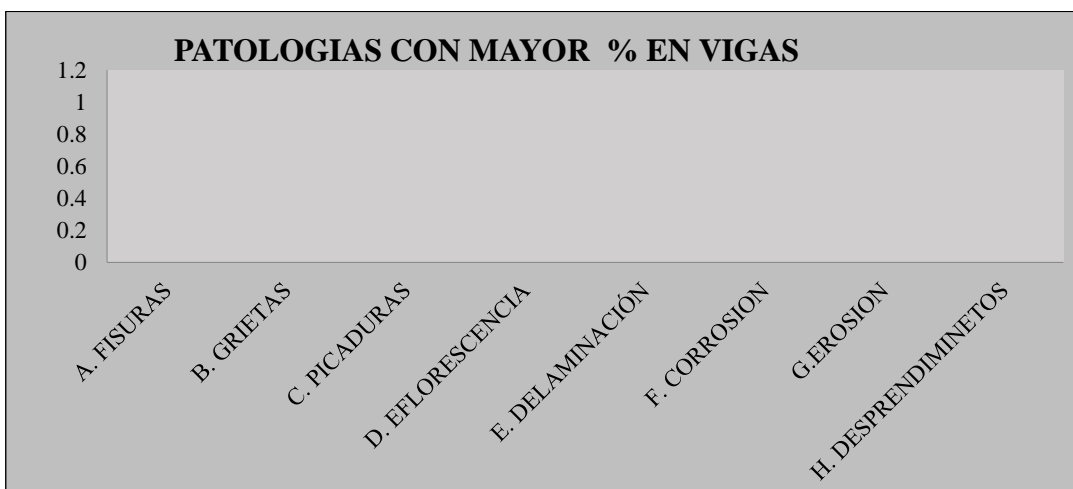 PATOLOGIAS CON MAYOR % EN VIGAS
1.2
1
0.8
0.6
0.4
0.2
0
A. FISURAS
B. GRIETAS
C. PICADURAS
D. EFLORESCENCIA
E. DELAMINACIÓN
F. CORROSION
G.EROSION
H. DESPRENDIMINETOS